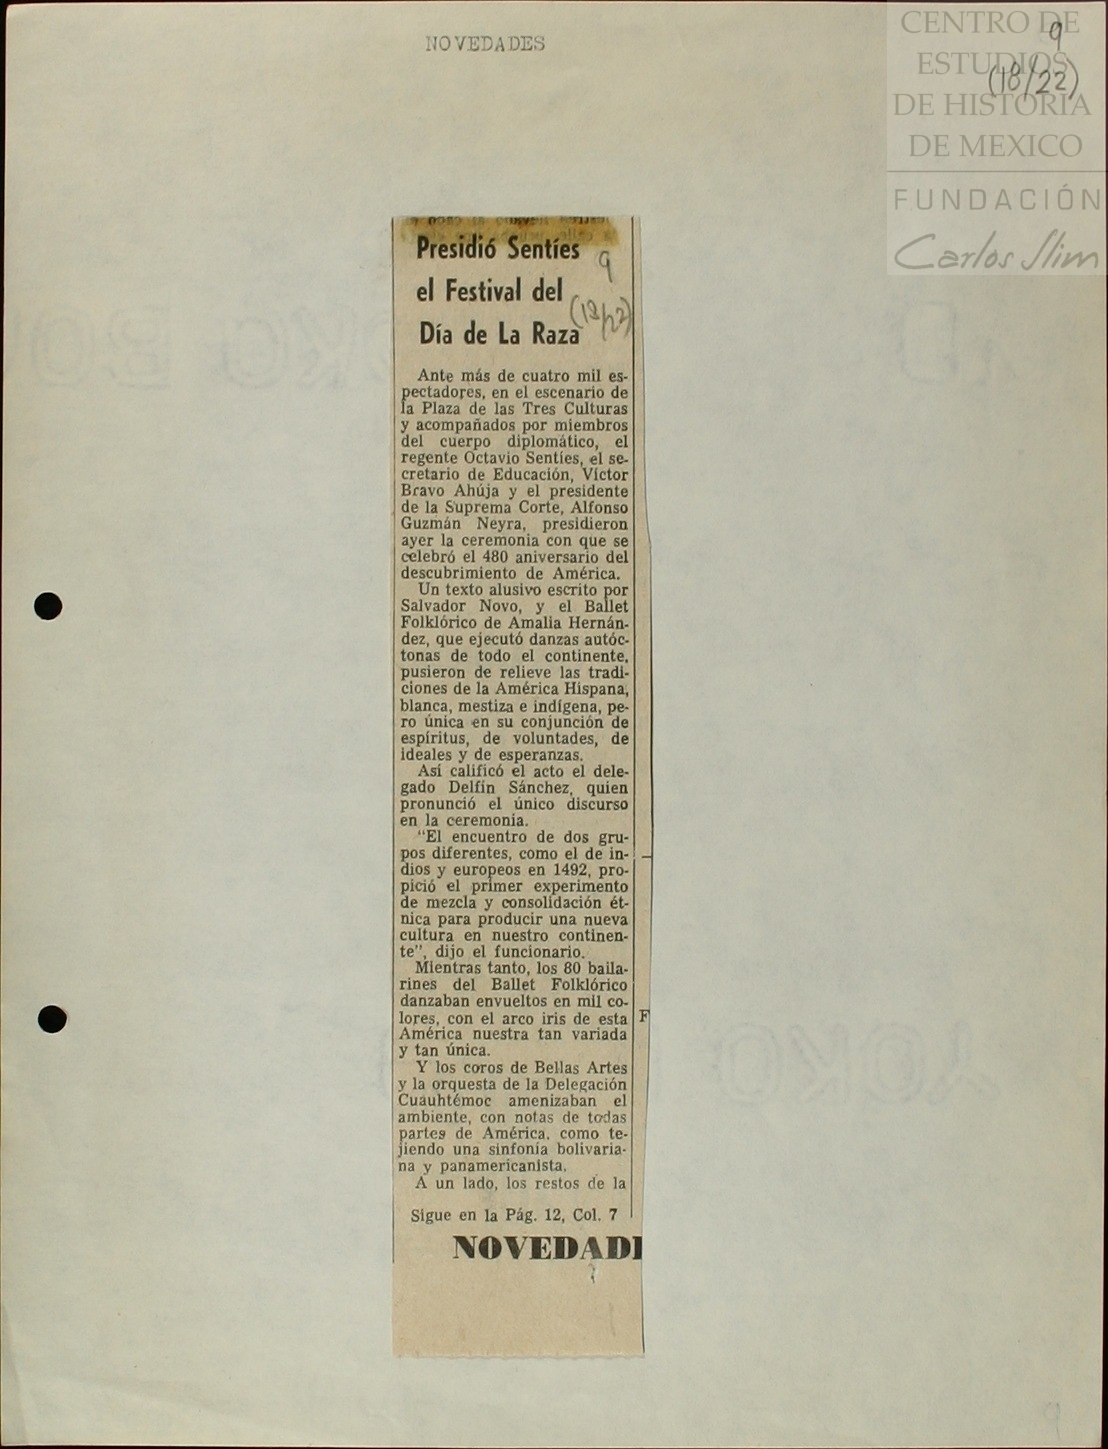 NOVEDADES
9
(18/22)
CENTRO DE
ESTUDIOS
DE HISTORIA
DE MEXICO
FUNDACIÓN
Carlos Slim
Presidió Sentíes
el Festival del
Día de La Raza
9
(18/22)
Ante más de cuatro mil es-
pectadores, en el escenario de
la Plaza de las Tres Culturas
y acompañados por miembros
del cuerpo diplomático, el
regente Octavio Sentíes, el se-
cretario de Educación, Víctor
Bravo Ahúja y el presidente
de la Suprema Corte, Alfonso
Guzmán Neyra, presidieron
ayer la ceremonia con que se
celebró el 480 aniversario del
descubrimiento de América.
Un texto alusivo escrito por
Salvador Novo, y el Ballet
Folklórico de Amalia Hernán-
dez, que ejecutó danzas autóc-
tonas de todo el continente,
pusieron de relieve las tradi-
ciones de la América Hispana,
blanca, mestiza e indígena, pe-
ro única en su conjunción de
espíritus, de voluntades, de
ideales y de esperanzas.
Así calificó el acto el dele-
gado Delfín Sánchez, quien
pronunció el único discurso
en la ceremonia.
"El encuentro de dos gru-
pos diferentes, como el de in-
dios y europeos en 1492, pro-
pició el primer experimento
de mezcla y consolidación ét-
nica para producir una nueva
cultura en nuestro continen-
te", dijo el funcionario.
Mientras tanto, los 80 baila-
rines del Ballet Folklórico
danzaban envueltos en mil co-
lores, con el arco iris de esta
América nuestra tan variada
y tan única.
Y los coros de Bellas Artes
y la orquesta de la Delegación
Cuauhtémoc amenizaban el
ambiente, con notas de todas
partes de América, como te-
jiendo una sinfonía bolivaria-
na y panamericanista.
A un lado, los restos de la
Sigue en la Pág. 12, Col. 7
F
NOVEDADE